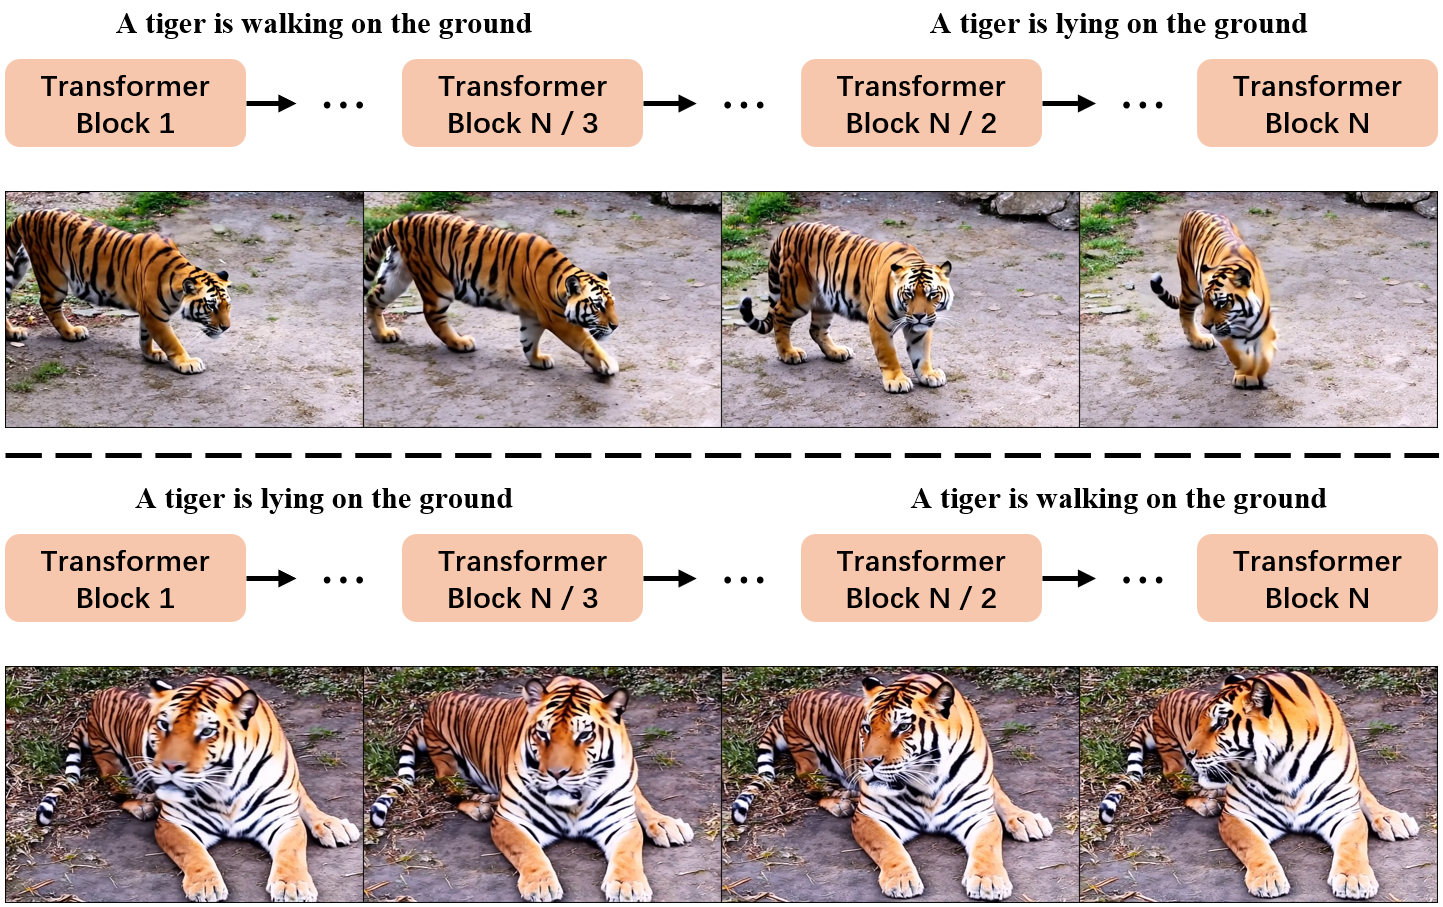 A tiger is walking on the ground
A tiger is lying on the ground
Transformer
Block 1
...
Transformer
Block N / 3
...
Transformer
Block N / 2
...
Transformer
Block N
A tiger is lying on the ground
A tiger is walking on the ground
Transformer
Block 1
...
Transformer
Block N / 3
...
Transformer
Block N / 2
...
Transformer
Block N